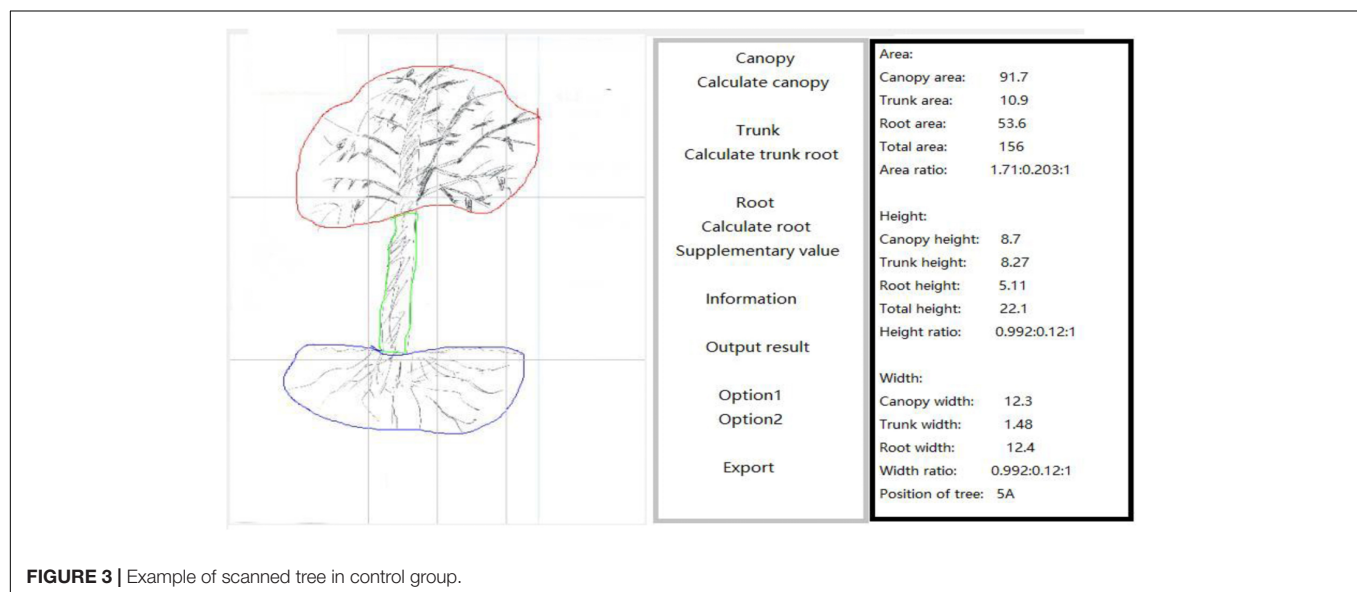 Canopy
Calculate canopy
Trunk
Calculate trunk root
Root
Calculate root
Supplementary value
Information
Output result
Option1
Option2
Export
Area:
Canopy area: 91.7
Trunk area: 10.9
Root area: 53.6
Total area: 156
Area ratio: 1.71:0.203:1
Height:
Canopy height: 8.7
Trunk height: 8.27
Root height: 5.11
Total height: 22.1
Height ratio: 0.992:0.12:1
Width:
Canopy width: 12.3
Trunk width: 1.48
Root width: 12.4
Width ratio: 0.992:0.12:1
Position of tree: 5A
FIGURE 3 | Example of scanned tree in control group.